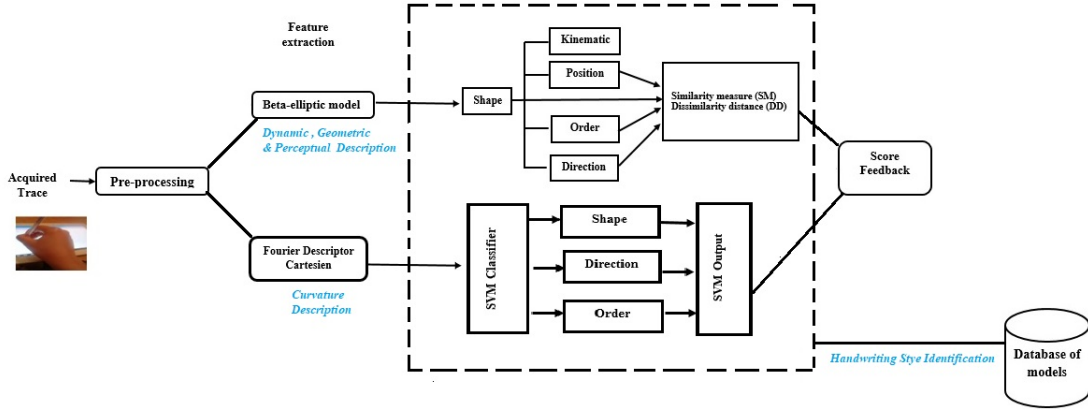 Feature
extraction
Kinematic
Position
Shape
Similarity measure (SM)
Dissimilarity distance (DD)
Beta-elliptic model
Dynamic , Geometric
& Perceptual Description
Order
Direction
Score
Feedback
Acquired
Trace
Pre-processing
SVM Classifier
Shape
Direction
Order
SVM Output
Fourier Descriptor
Cartesien
Curvature
Description
Handwriting Stye Identification
Database of
models